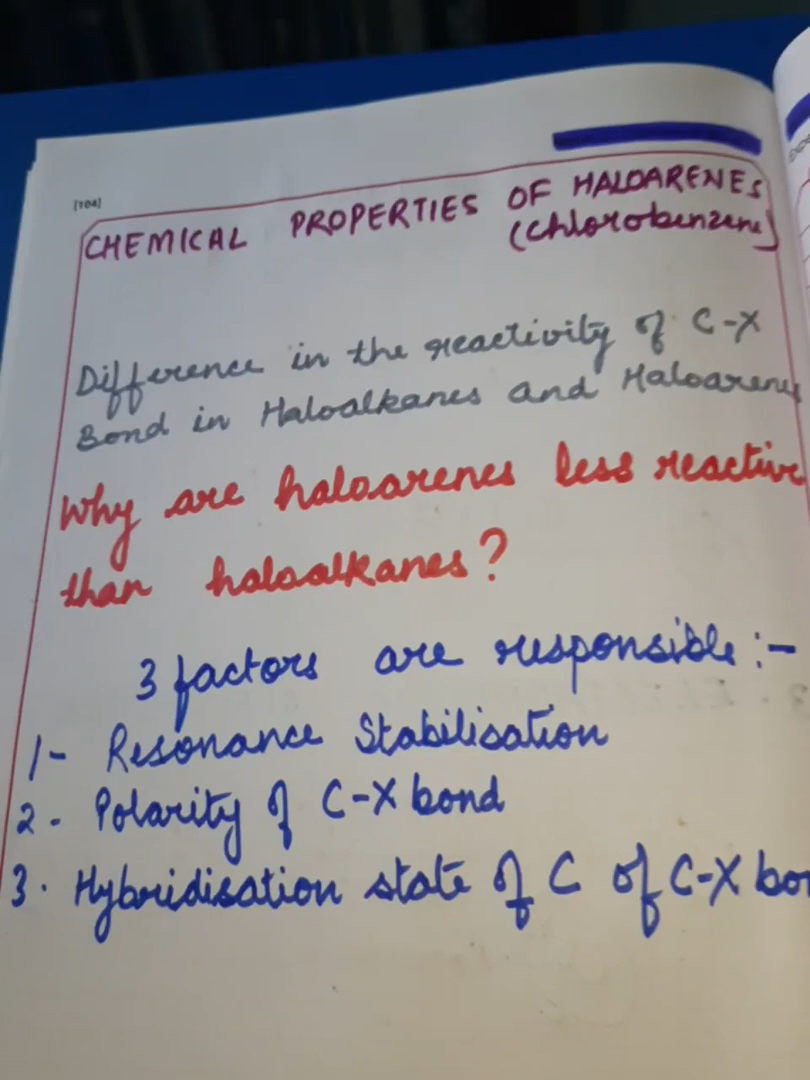 [104]
CHEMICAL PROPERTIES OF HALOARENES
(Chlorobenzene)
Difference in the reactivity of C-X
Bond in Haloalkanes and Haloarenes
Why are haloarenes less reactive
than haloalkanes?
3 factors are responsible:-
1- Resonance Stabilisation
2- Polarity of C-X bond
3. Hybridisation state of C of C-X bon